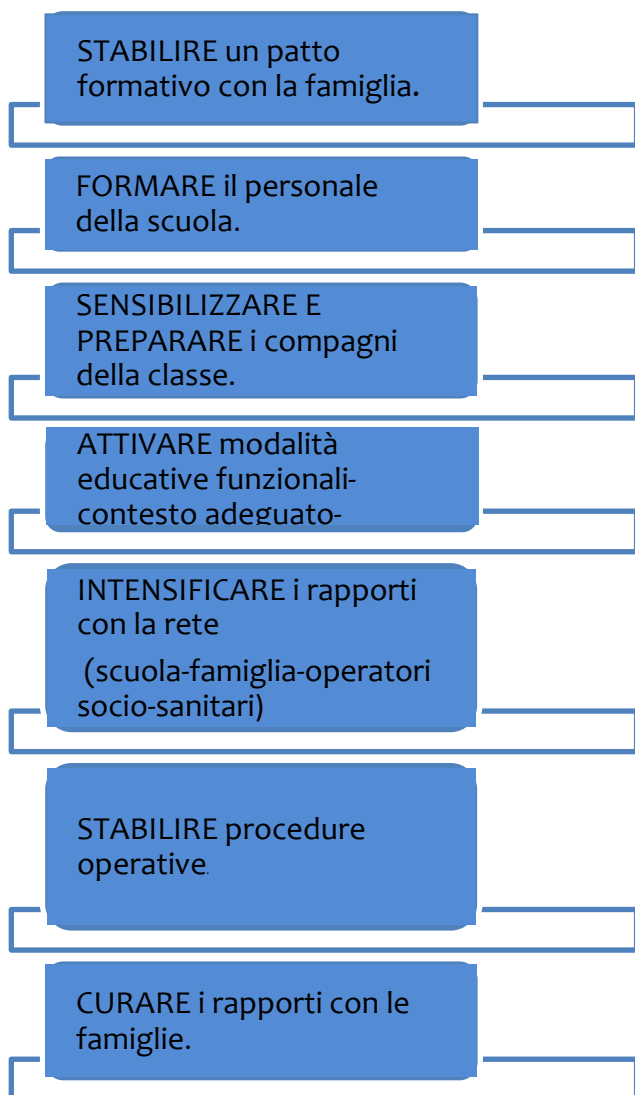 STABILIRE un patto
formativo con la famiglia.
FORMARE il personale
della scuola.
SENSIBILIZZARE E
PREPARARE i compagni
della classe.
ATTIVARE modalità
educative funzionali-
contesto adeguato-
INTENSIFICARE i rapporti
con la rete
(scuola-famiglia-operatori
socio-sanitari)
STABILIRE procedure
operative.
CURARE i rapporti con le
famiglie.